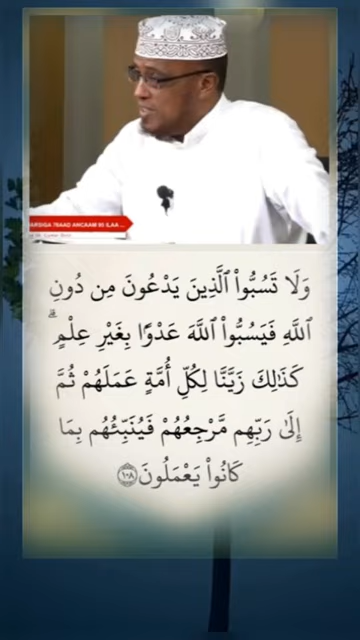 وَلَا تَسُبُّوا۟ ٱلَّذِينَ يَدْعُونَ مِن دُونِ
ٱللَّهِ فَيَسُبُّوا۟ ٱللَّهَ عَدْوًۢا بِغَيْرِ عِلْمٍ ۗ
كَذَٰلِكَ زَيَّنَّا لِكُلِّ أُمَّةٍ عَمَلَهُمْ ثُمَّ
إِلَىٰ رَبِّهِم مَّرْجِعُهُمْ فَيُنَبِّئُهُم بِمَا
كَانُوا۟ يَعْمَلُونَ ١٠٨